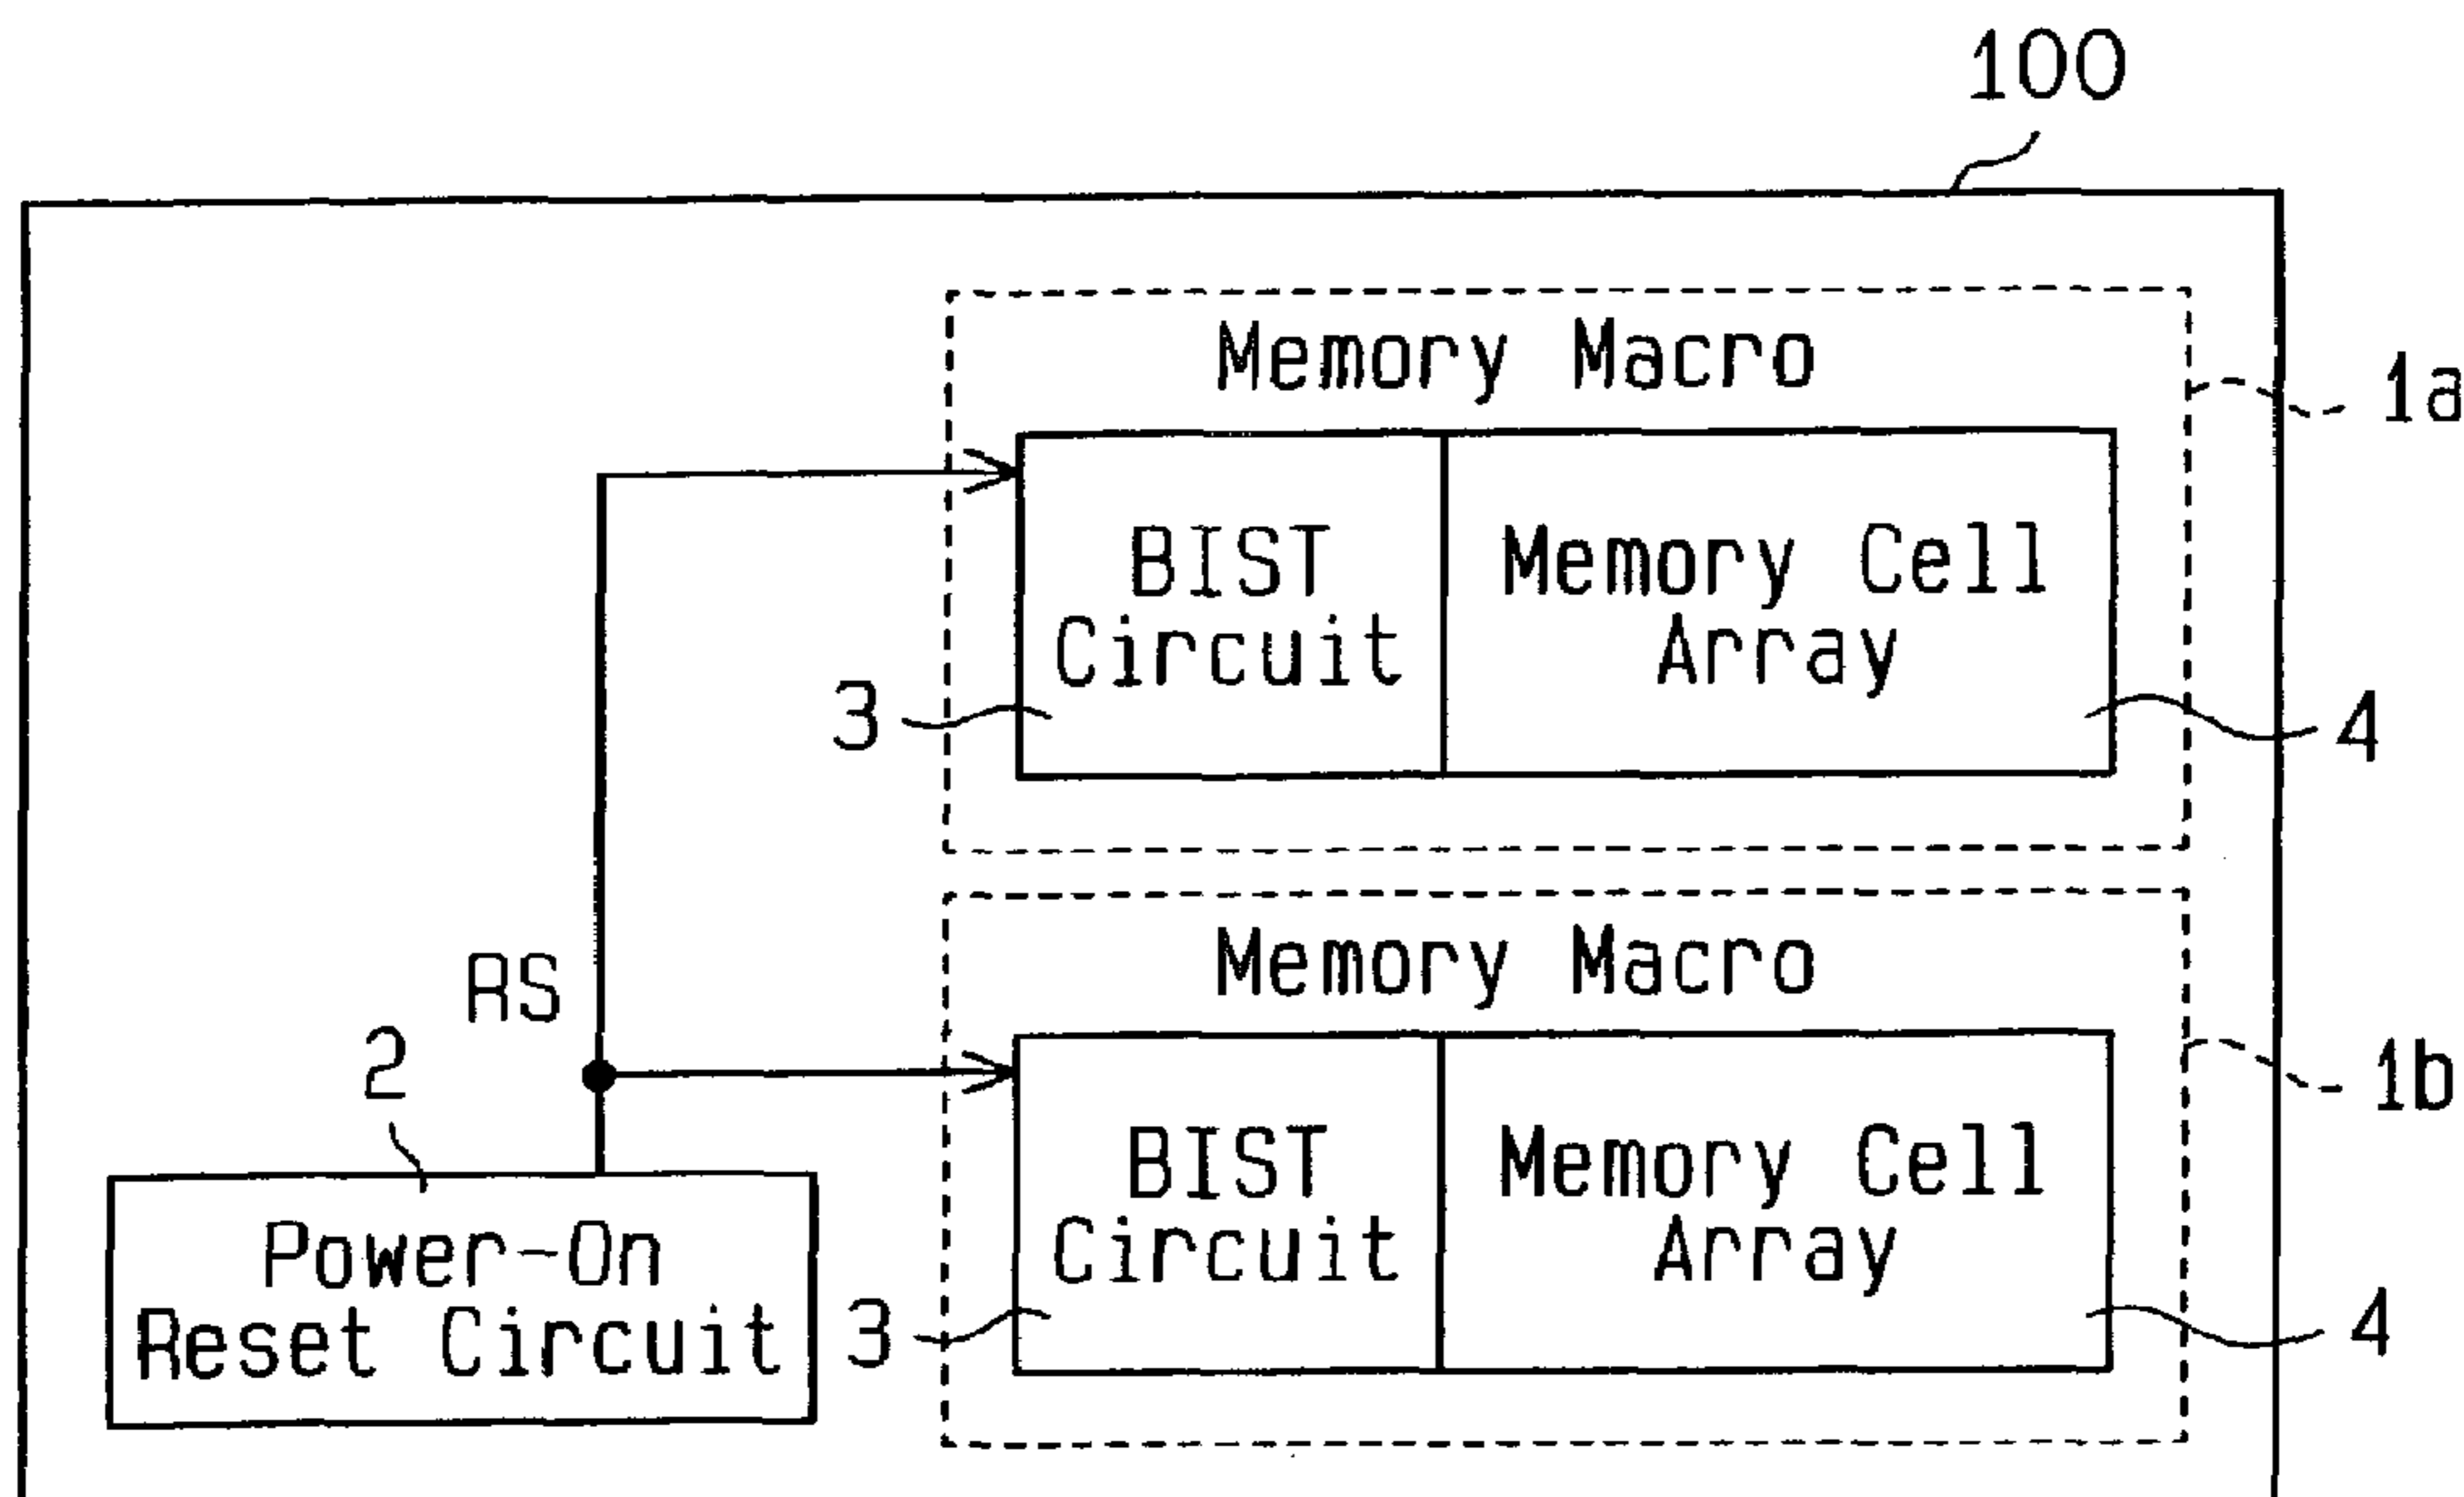 100
Memory Macro
1a
BIST
Circuit
Memory Cell
Array
3
4
Memory Macro
RS
1b
2
BIST
Circuit
Memory Cell
Array
Power-On
Reset Circuit
3
4